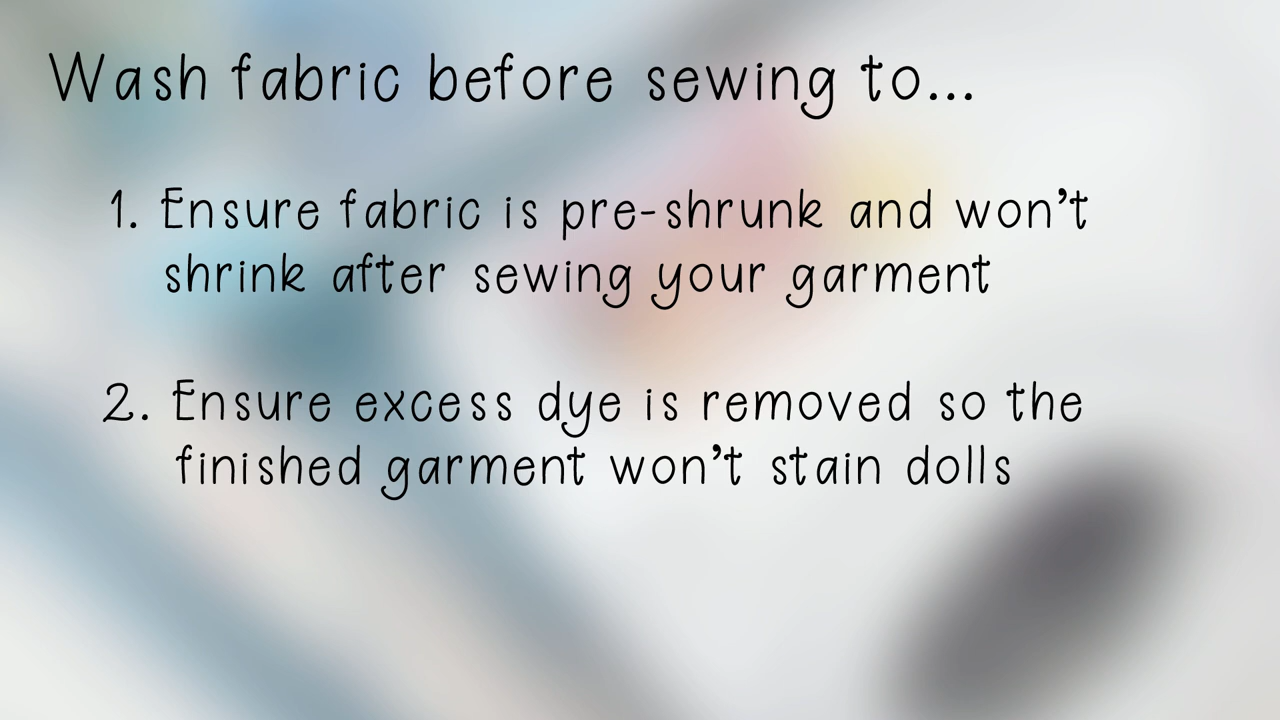 Wash fabric before sewing to...
1. Ensure fabric is pre-shrunk and won't
shrink after sewing your garment
2. Ensure excess dye is removed so the
finished garment won't stain dolls